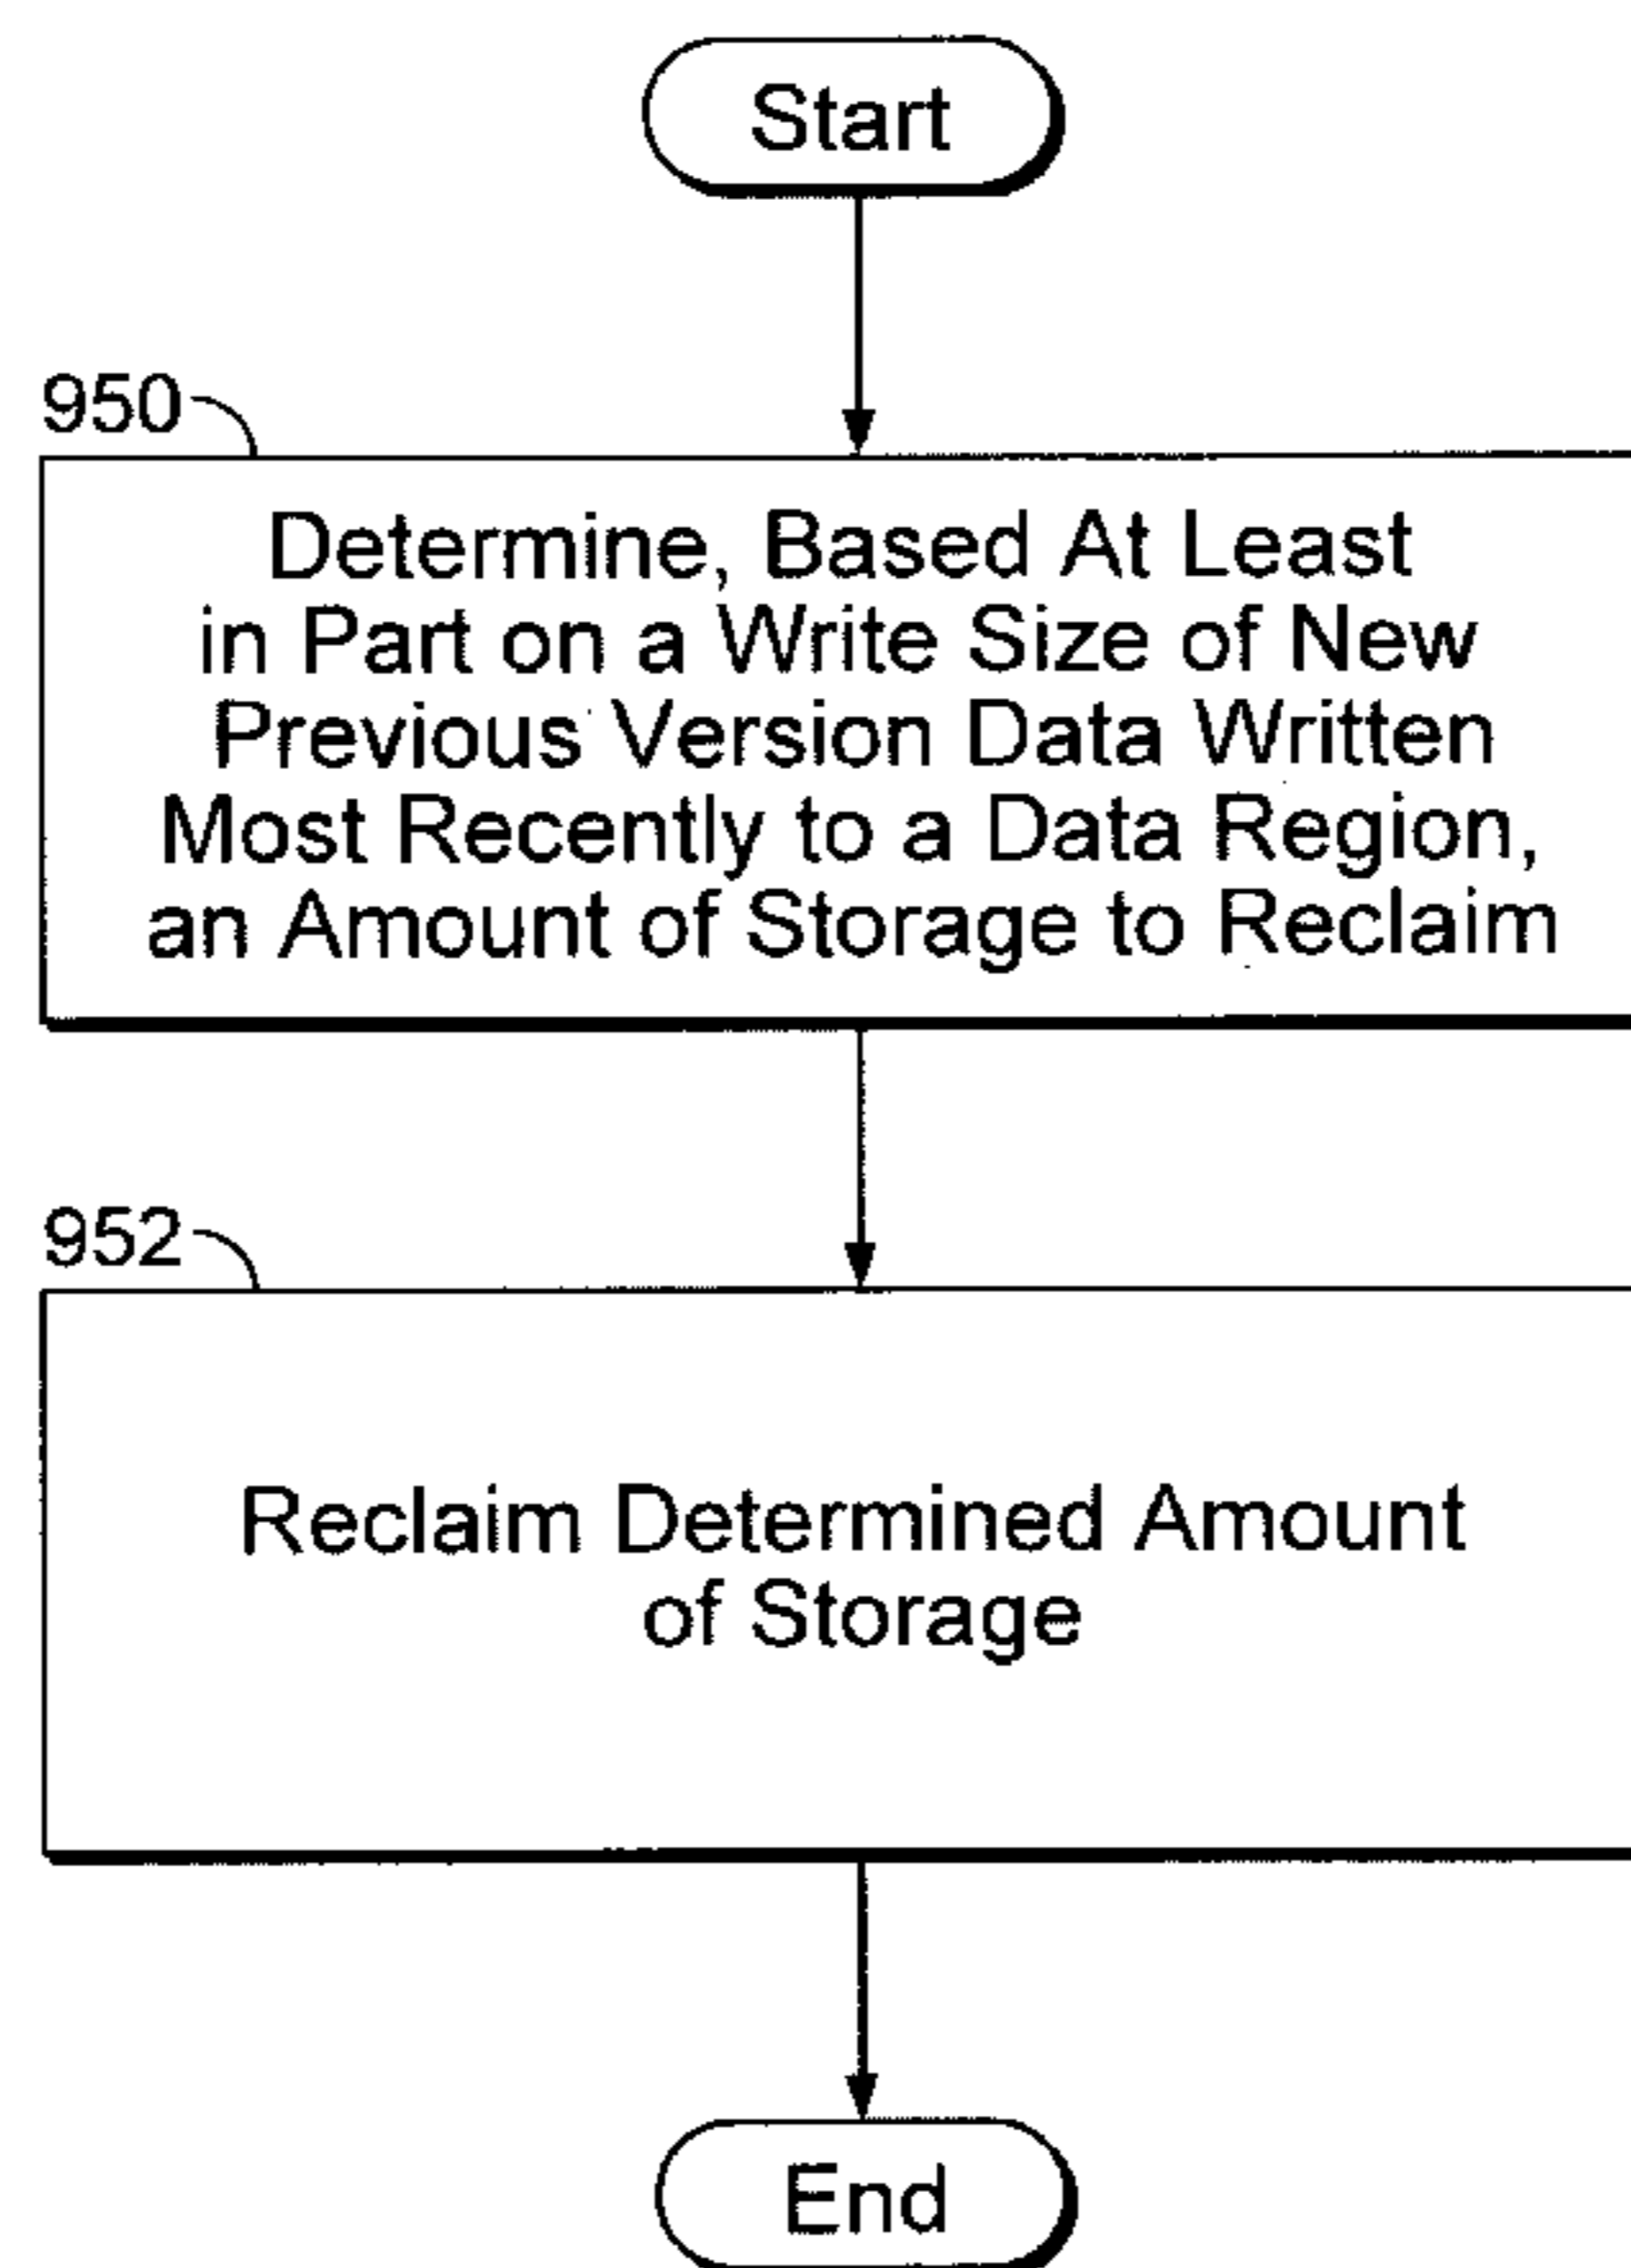 Start
950
Determine, Based At Least
in Part on a Write Size of New
Previous Version Data Written
Most Recently to a Data Region,
an Amount of Storage to Reclaim
952
Reclaim Determined Amount
of Storage
End